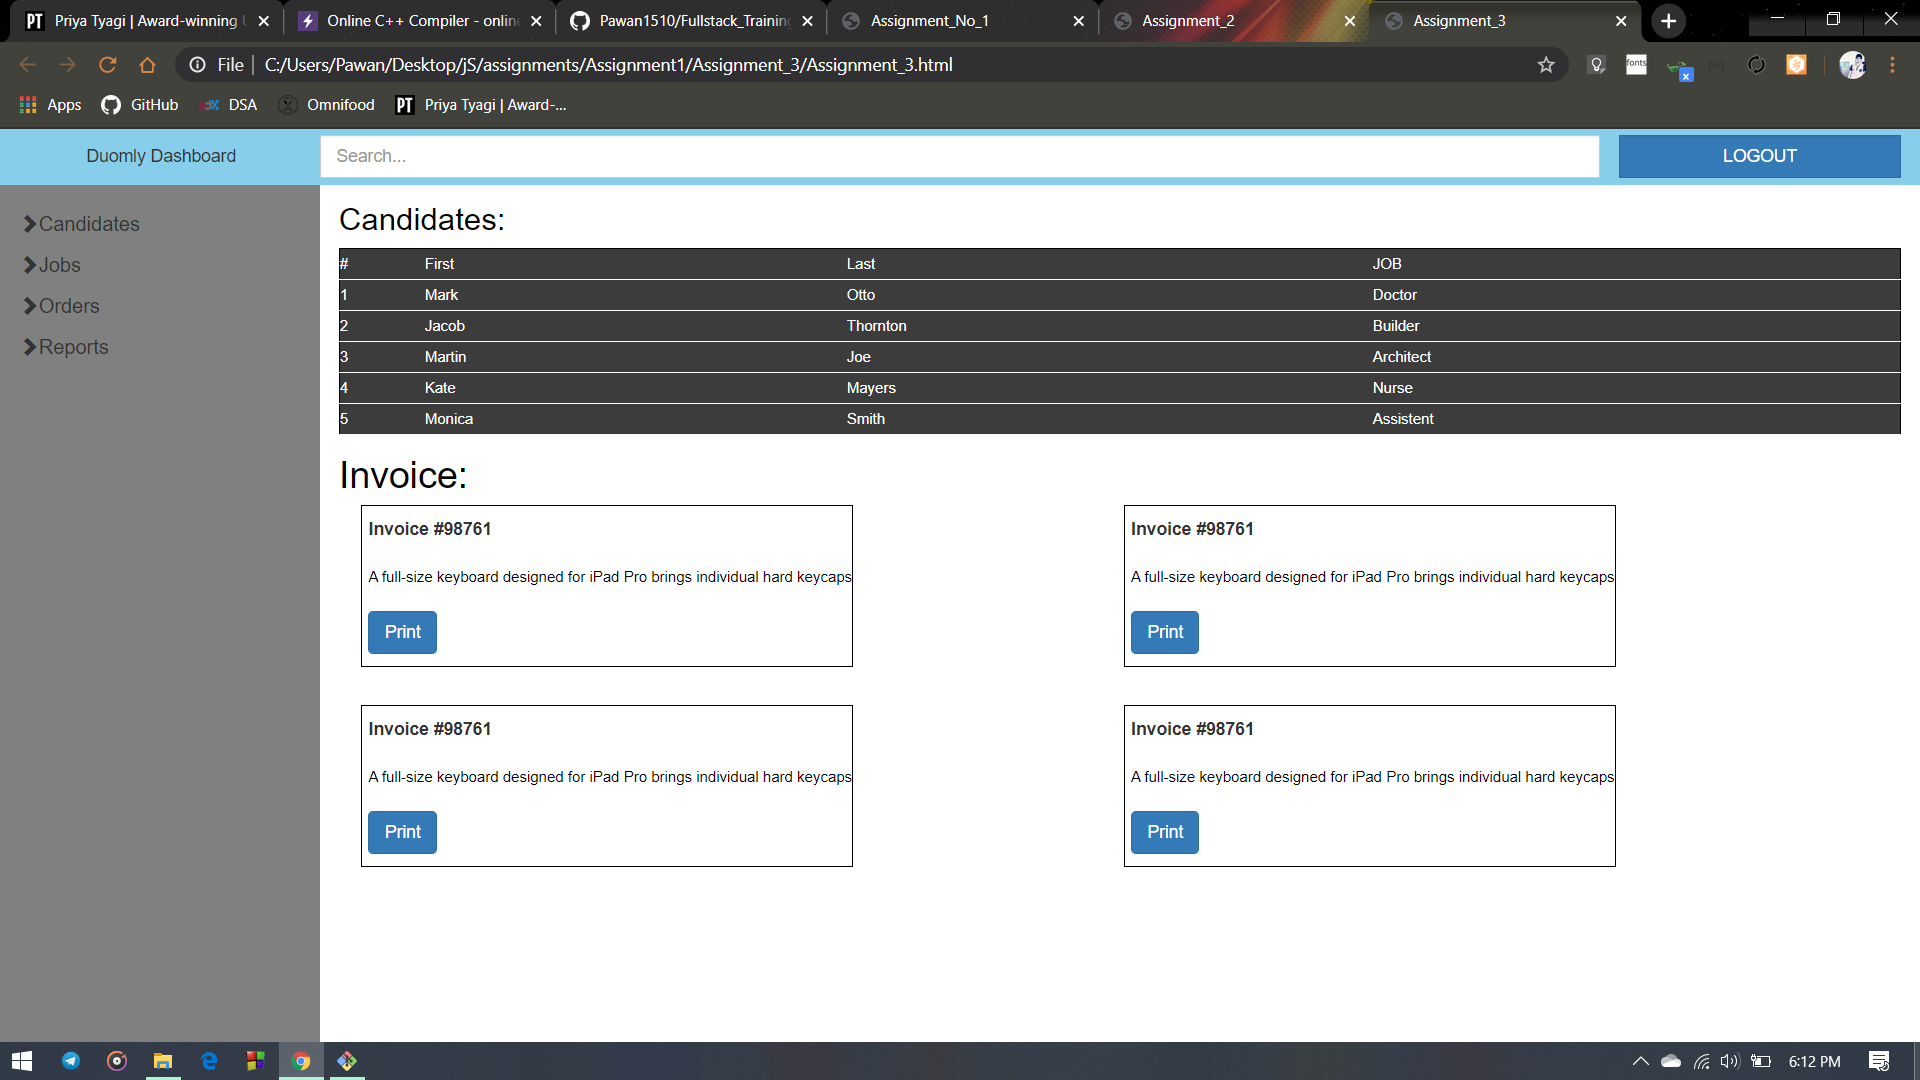 PT Priya Tyagi | Award-winning
Online C++ Compiler - onlin
Pawan1510/Fullstack_Training
Assignment_No_1
Assignment_2
Assignment_3
File | C:/Users/Pawan/Desktop/jS/assignments/Assignment1/Assignment_3/Assignment_3.html
fonts
x
Apps GitHub DSA Omnifood PT Priya Tyagi | Award-...
Duomly Dashboard Search... LOGOUT
Candidates
Jobs
Orders
Reports
Candidates:
# First Last JOB
1 Mark Otto Doctor
2 Jacob Thornton Builder
3 Martin Joe Architect
4 Kate Mayers Nurse
5 Monica Smith Assistent
Invoice:
Invoice #98761
A full-size keyboard designed for iPad Pro brings individual hard keycaps
Print
Invoice #98761
A full-size keyboard designed for iPad Pro brings individual hard keycaps
Print
Invoice #98761
A full-size keyboard designed for iPad Pro brings individual hard keycaps
Print
Invoice #98761
A full-size keyboard designed for iPad Pro brings individual hard keycaps
Print
6:12 PM